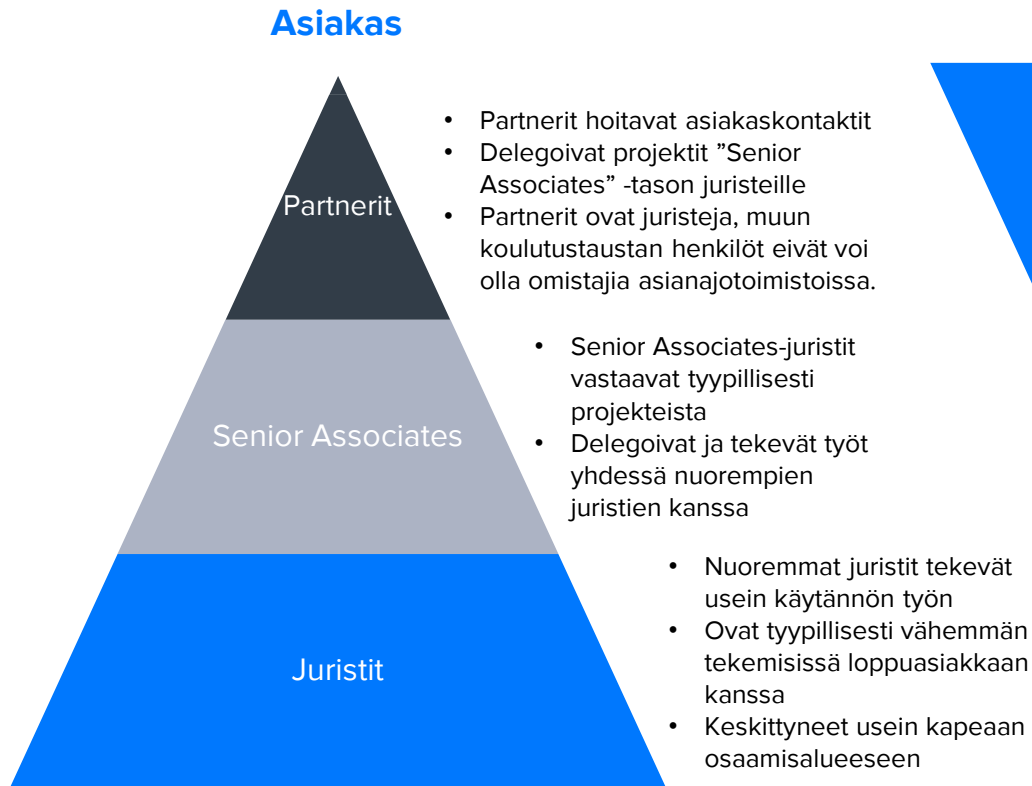 Asiakas
Partnerit
• Partnerit hoitavat asiakaskontaktit
• Delegoivat projektit ”Senior
Associates” -tason juristeille
• Partnerit ovat juristeja, muun
koulutustaustan henkilöt eivät voi
olla omistajia asianajotoimistoissa.
Senior Associates
• Senior Associates-juristit
vastaavat tyypillisesti
projekteista
• Delegoivat ja tekevät työt
yhdessä nuorempien
juristien kanssa
Juristit
• Nuoremmat juristit tekevät
usein käytännön työn
• Ovat tyypillisesti vähemmän
tekemisissä loppuasiakkaan
kanssa
• Keskittyneet usein kapeaan
osaamisalueeseen